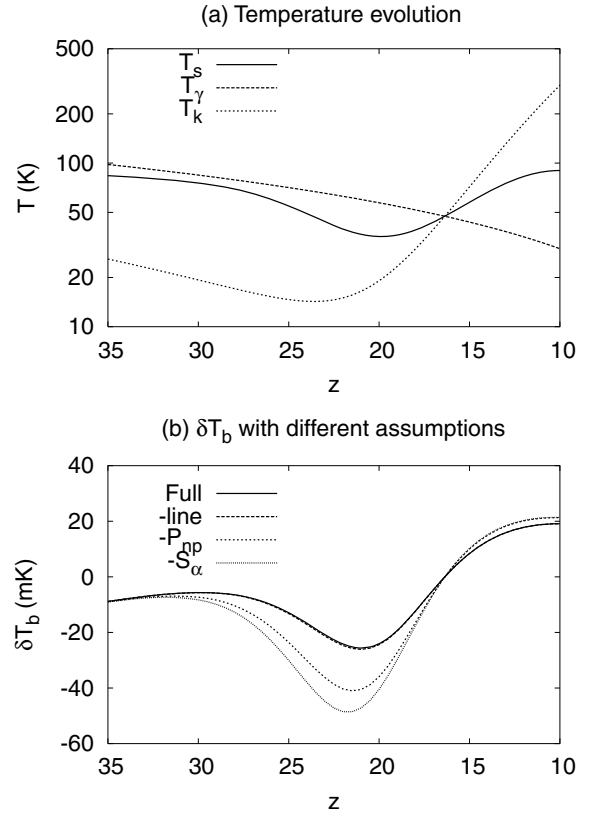 (a) Temperature evolution
500
200
100
50
20
10
T (K)
T_s
T_γ
T_k
35 30 25 20 15 10
z
(b) δT_b with different assumptions
40
20
0
-20
-40
-60
δT_b (mK)
Full
-line
-P_np
-S_α
35 30 25 20 15 10
z